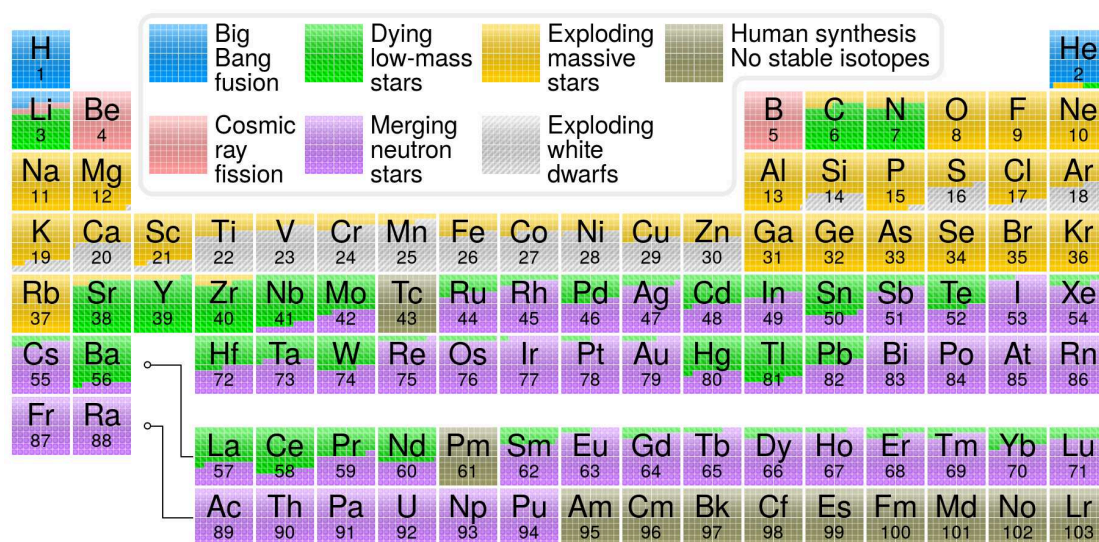 Big Bang fusion
Dying low-mass stars
Exploding massive stars
Human synthesis
No stable isotopes
Cosmic ray fission
Merging neutron stars
Exploding white dwarfs
H He
1 2
Li Be B C N O F Ne
3 4 5 6 7 8 9 10
Na Mg Al Si P S Cl Ar
11 12 13 14 15 16 17 18
K Ca Sc Ti V Cr Mn Fe Co Ni Cu Zn Ga Ge As Se Br Kr
19 20 21 22 23 24 25 26 27 28 29 30 31 32 33 34 35 36
Rb Sr Y Zr Nb Mo Tc Ru Rh Pd Ag Cd In Sn Sb Te I Xe
37 38 39 40 41 42 43 44 45 46 47 48 49 50 51 52 53 54
Cs Ba Hf Ta W Re Os Ir Pt Au Hg Tl Pb Bi Po At Rn
55 56 72 73 74 75 76 77 78 79 80 81 82 83 84 85 86
Fr Ra
87 88
La Ce Pr Nd Pm Sm Eu Gd Tb Dy Ho Er Tm Yb Lu
57 58 59 60 61 62 63 64 65 66 67 68 69 70 71
Ac Th Pa U Np Pu Am Cm Bk Cf Es Fm Md No Lr
89 90 91 92 93 94 95 96 97 98 99 100 101 102 103